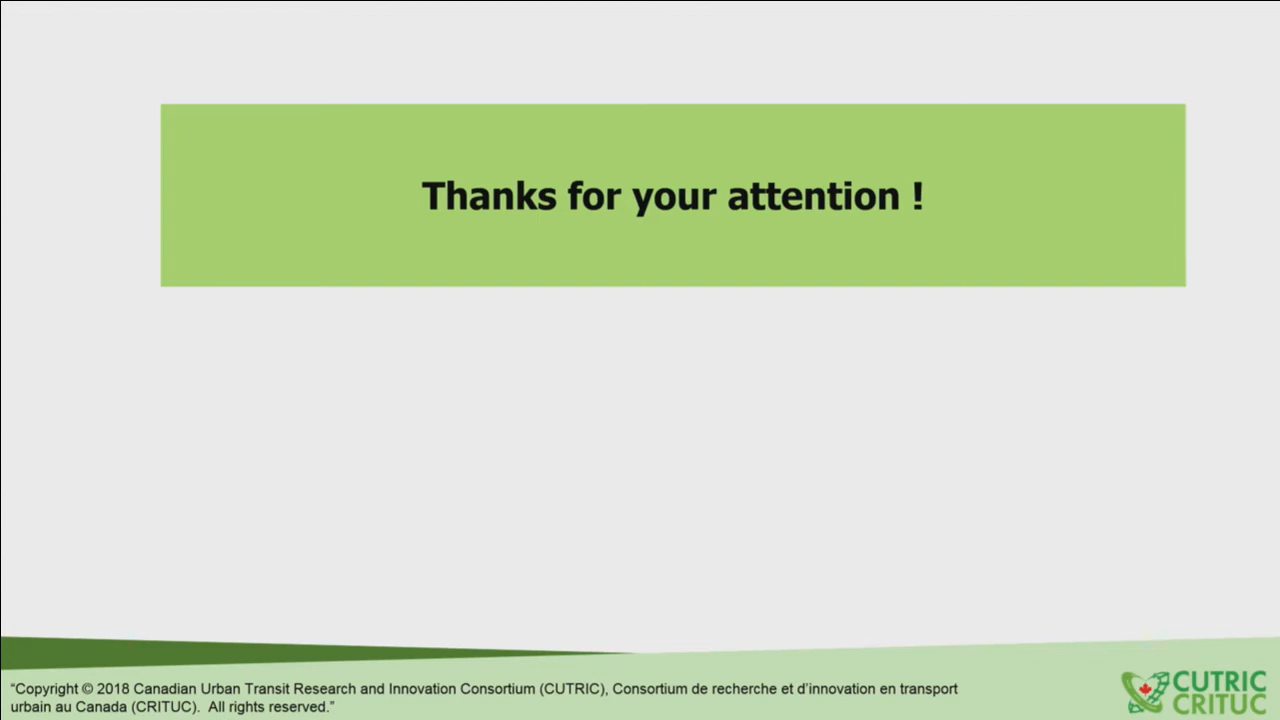 Thanks for your attention !
“Copyright © 2018 Canadian Urban Transit Research and Innovation Consortium (CUTRIC), Consortium de recherche et d’innovation en transport
urbain au Canada (CRITUC).  All rights reserved.”
CUTRIC
CRITUC